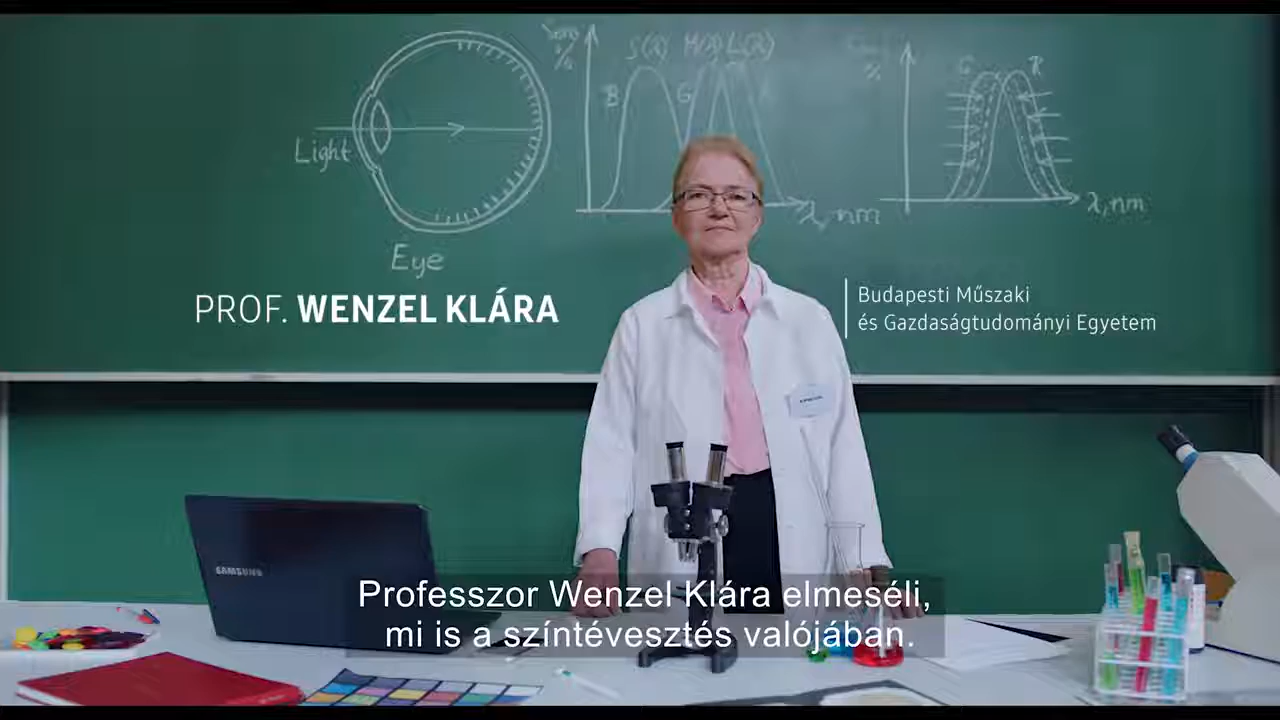 S(λ) M(λ) L(λ)
B
G
G R
Light
λ, nm
λ, nm
Eye
PROF. WENZEL KLÁRA
Budapesti Műszaki
és Gazdaságtudományi Egyetem
SAMSUNG
Professzor Wenzel Klára elmeséli,
mi is a színtévesztés valójában.